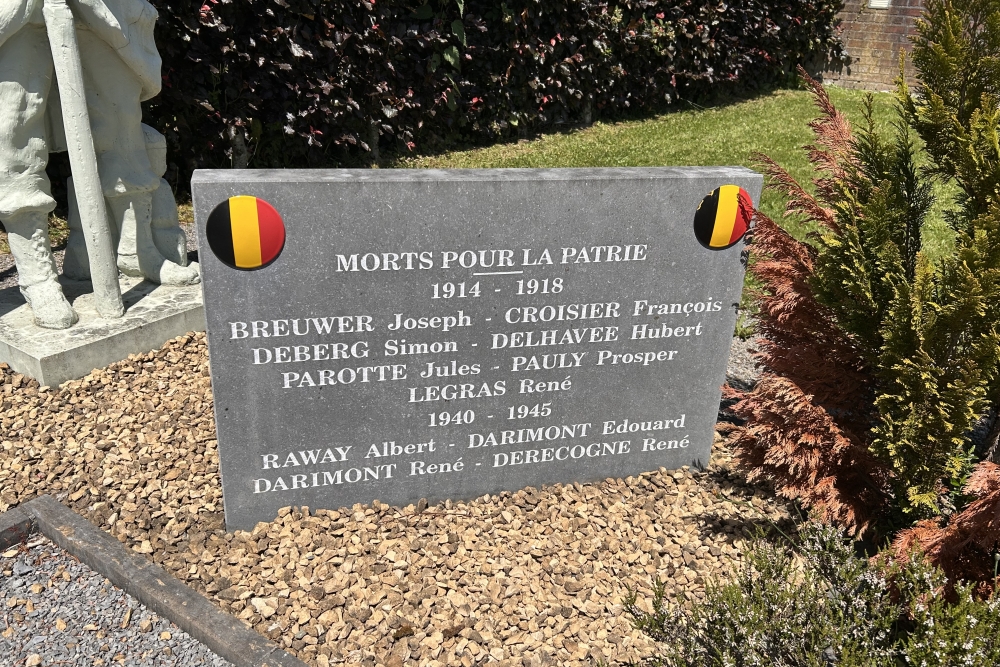 MORTS POUR LA PATRIE
1914 - 1918
BREUWER Joseph - CROISIER François
DEBERG Simon - DELHAVEE Hubert
PAROTTE Jules - PAULY Prosper
LEGRAS René
1940 - 1945
RAWAY Albert - DARIMONT Edouard
DARIMONT René - DERECOGNE René